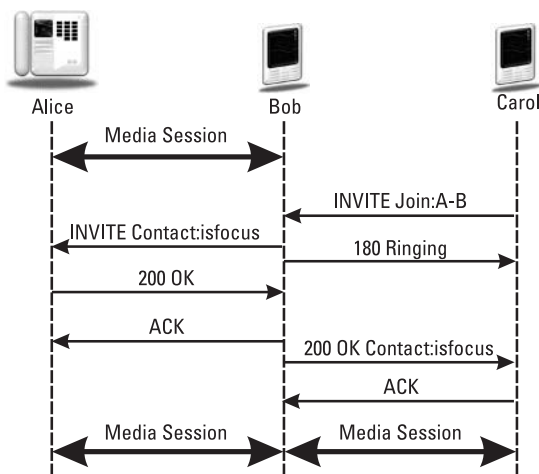 Alice
Bob
Carol
Media Session
INVITE Join:A-B
INVITE Contact:isfocus
180 Ringing
200 OK
ACK
200 OK Contact:isfocus
ACK
Media Session
Media Session